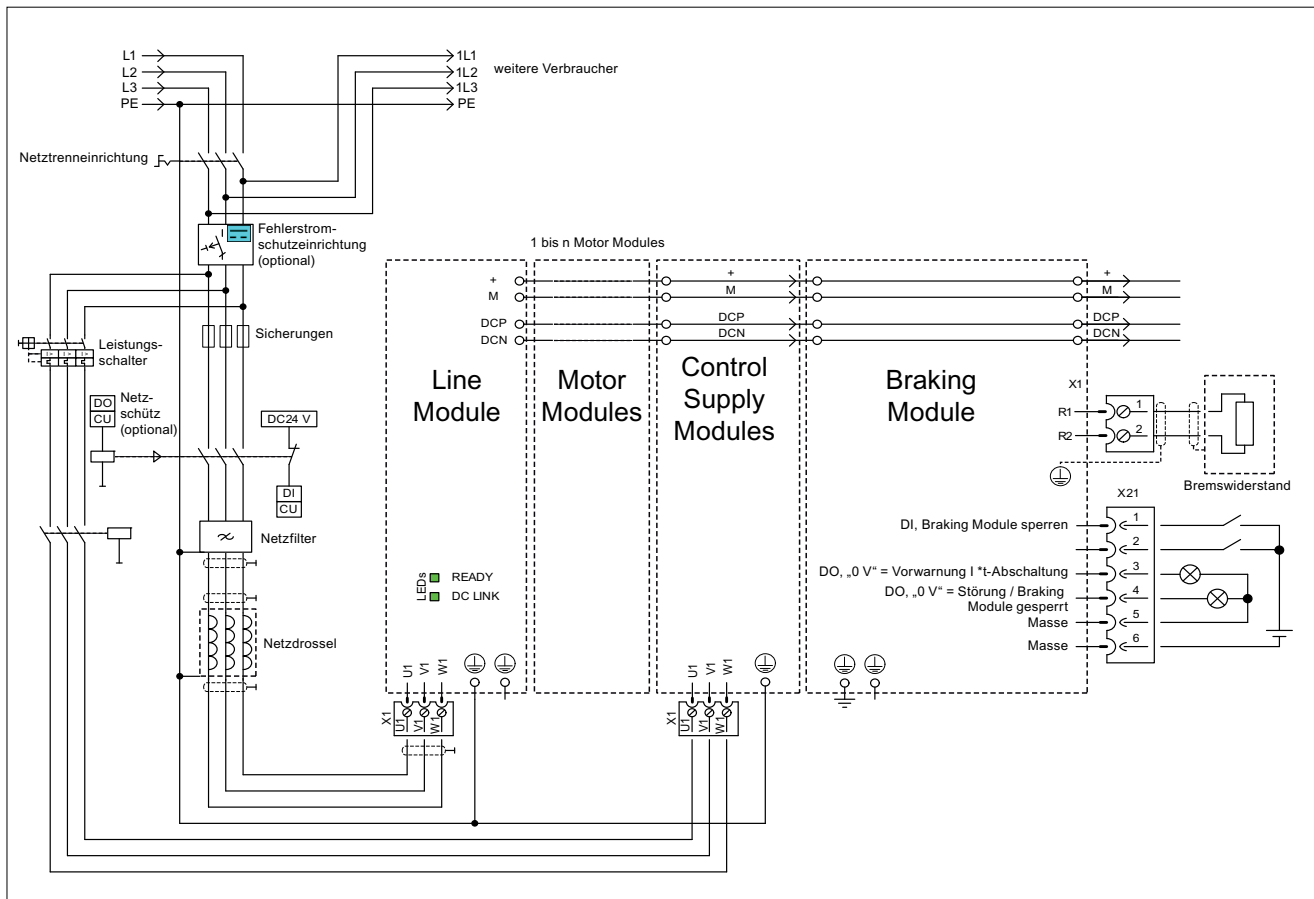 L1
L2
L3
PE
1L1
1L2
1L3
PE
weitere Verbraucher
Netztrenneinrichtung
Fehlerstrom-
schutzeinrichtung
(optional)
1 bis n Motor Modules
+
M
DCP
DCN
+
M
DCP
DCN
+
M
DCP
DCN
Sicherungen
Leistungs-
schalter
I >
I >
I >
DO
CU
Netz-
schütz
(optional)
DC24 V
DI
CU
Netzfilter
Netzdrossel
Line
Module
Motor
Modules
Control
Supply
Modules
Braking
Module
LEDs
READY
DC LINK
U1
V1
W1
X1
U1
V1
W1
U1
V1
W1
X1
U1
V1
W1
X1
R1
1
R2
2
Bremswiderstand
X21
DI, Braking Module sperren
1
2
DO, „0 V“ = Vorwarnung I *t-Abschaltung
3
DO, „0 V“ = Störung / Braking
Module gesperrt
4
Masse
5
Masse
6